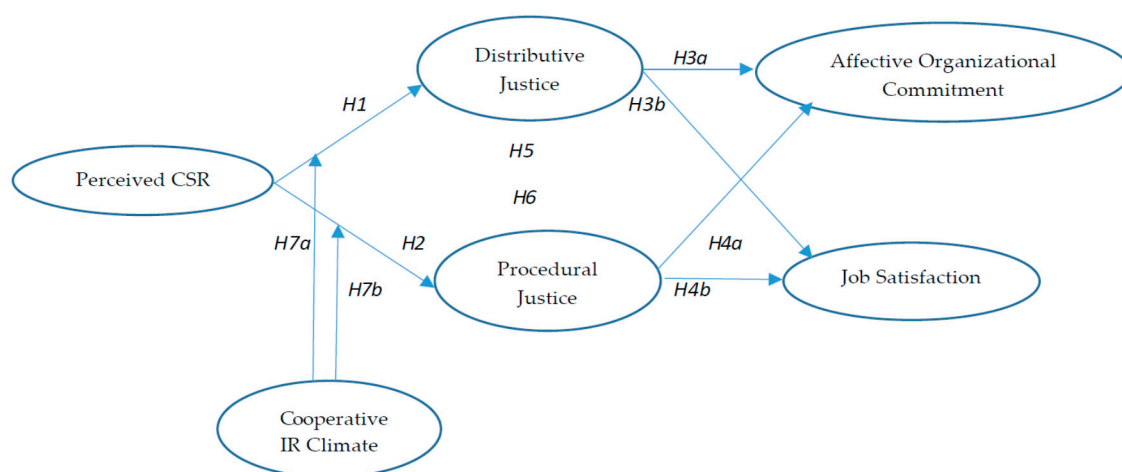 Distributive
Justice
H3a
Affective Organizational
Commitment
H1
H3b
H5
Perceived CSR
H6
H7a
H2
H4a
Procedural
Justice
H7b
H4b
Job Satisfaction
Cooperative
IR Climate